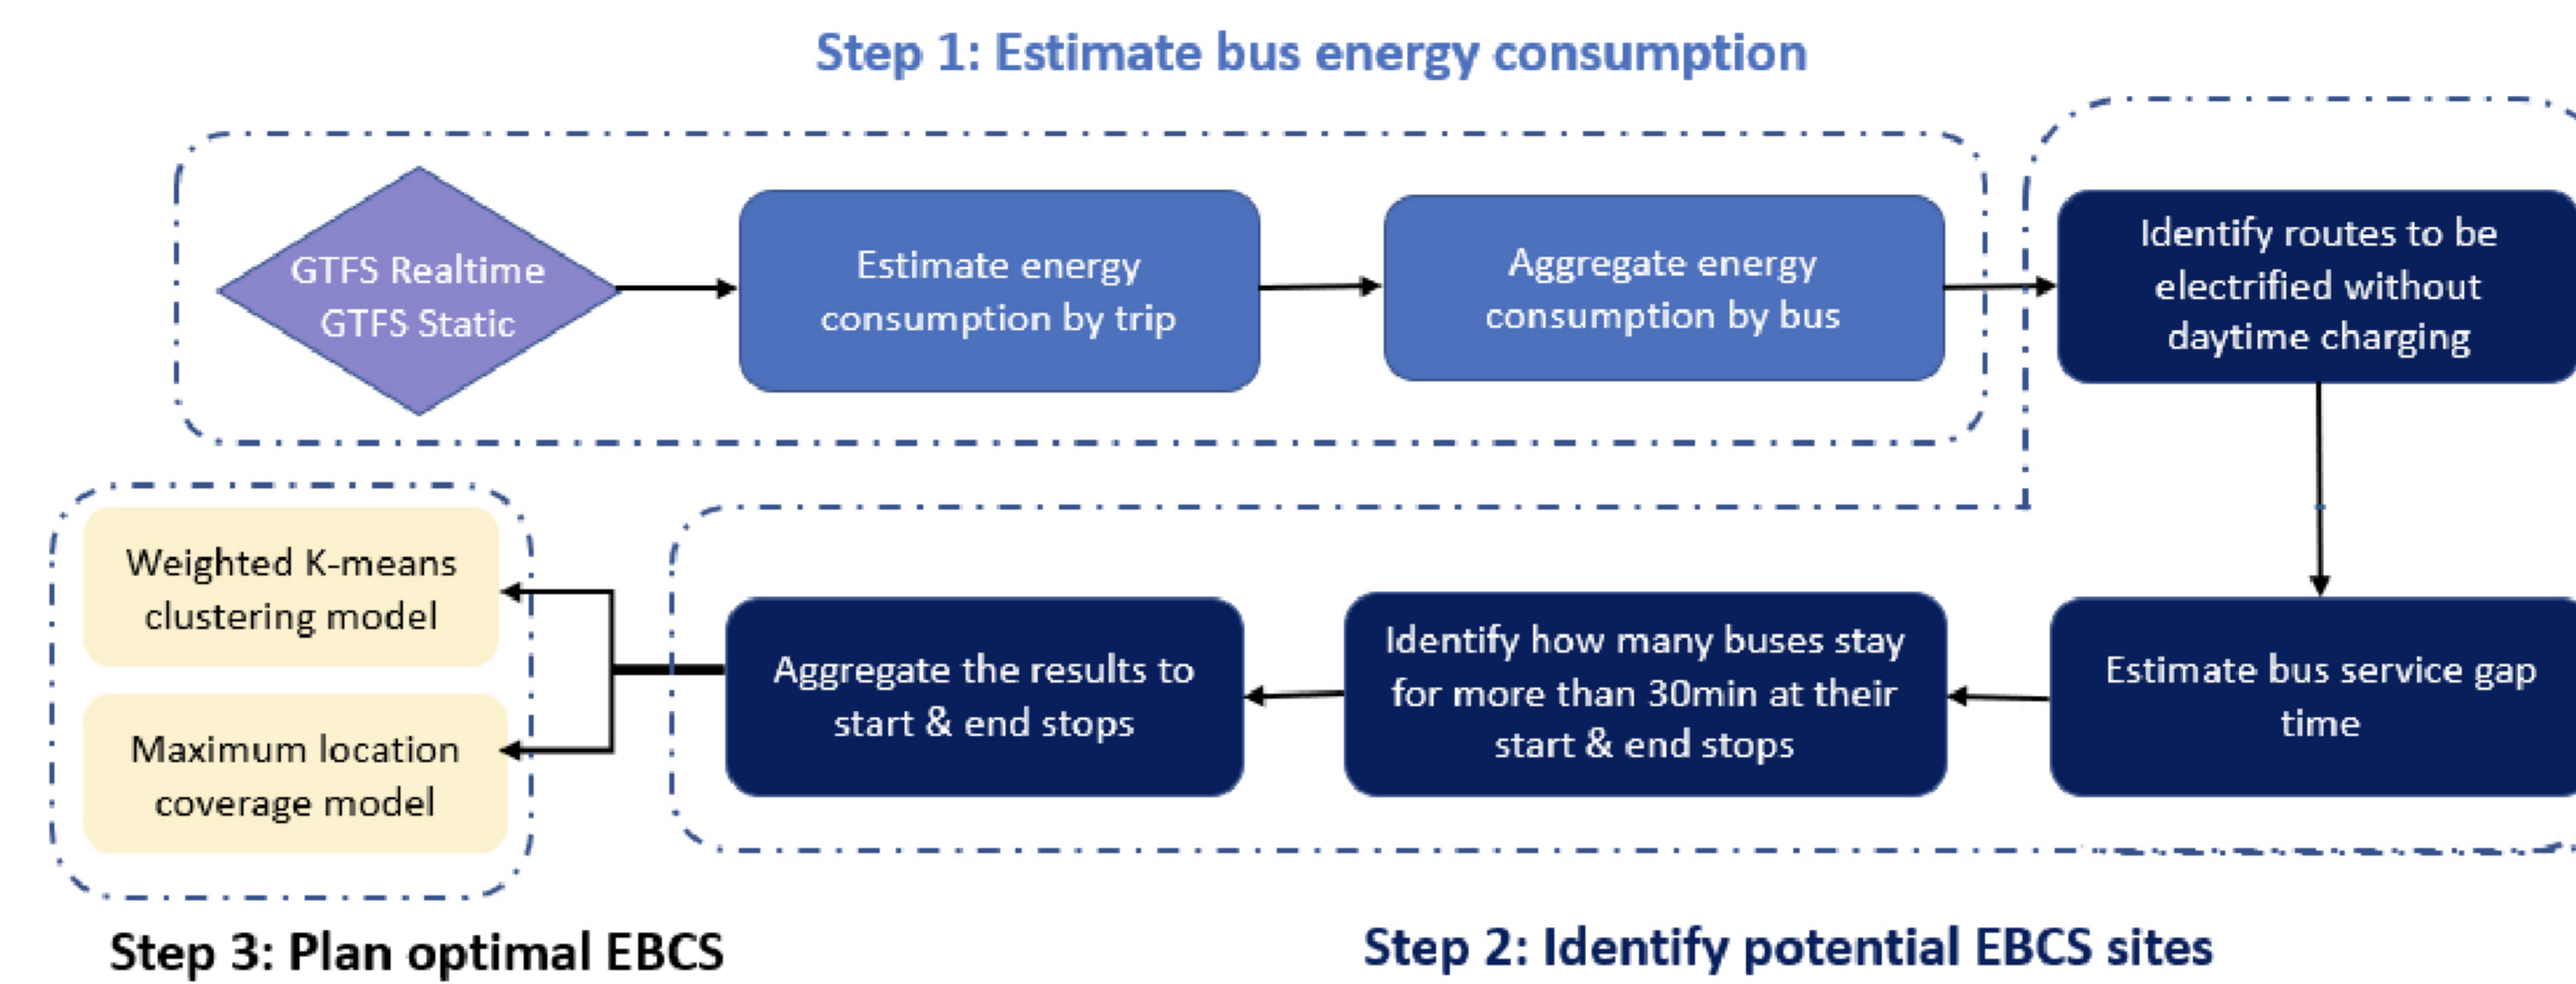 Step 1: Estimate bus energy consumption
GTFS Realtime
GTFS Static
Estimate energy
consumption by trip
Aggregate energy
consumption by bus
Identify routes to be
electrified without
daytime charging
Estimate bus service gap
time
Identify how many buses stay
for more than 30min at their
start & end stops
Aggregate the results to
start & end stops
Weighted K-means
clustering model
Maximum location
coverage model
Step 3: Plan optimal EBCS
Step 2: Identify potential EBCS sites